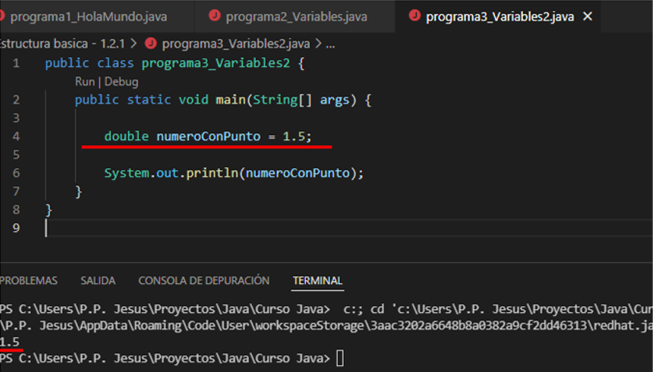 programa1_HolaMundo.java programa2_Variables.java programa3_Variables2.java
structura basica - 1.2.1 > programa3_Variables2.java > ...
1 public class programa3_Variables2 {
Run | Debug
2 public static void main(String[] args) {
3
4 double numeroConPunto = 1.5;
5
6 System.out.println(numeroConPunto);
7 }
8 }
9
PROBLEMAS SALIDA CONSOLA DE DEPURACIÓN TERMINAL
PS C:\Users\P.P. Jesus\Proyectos\Java\Curso Java> c:; cd 'c:\Users\P.P. Jesus\Proyectos\Java\Cur
\P.P. Jesus\AppData\Roaming\Code\User\workspaceStorage\3aac3202a6648b8a0382a9cf2dd46313\redhat.ja
1.5
PS C:\Users\P.P. Jesus\Proyectos\Java\Curso Java>